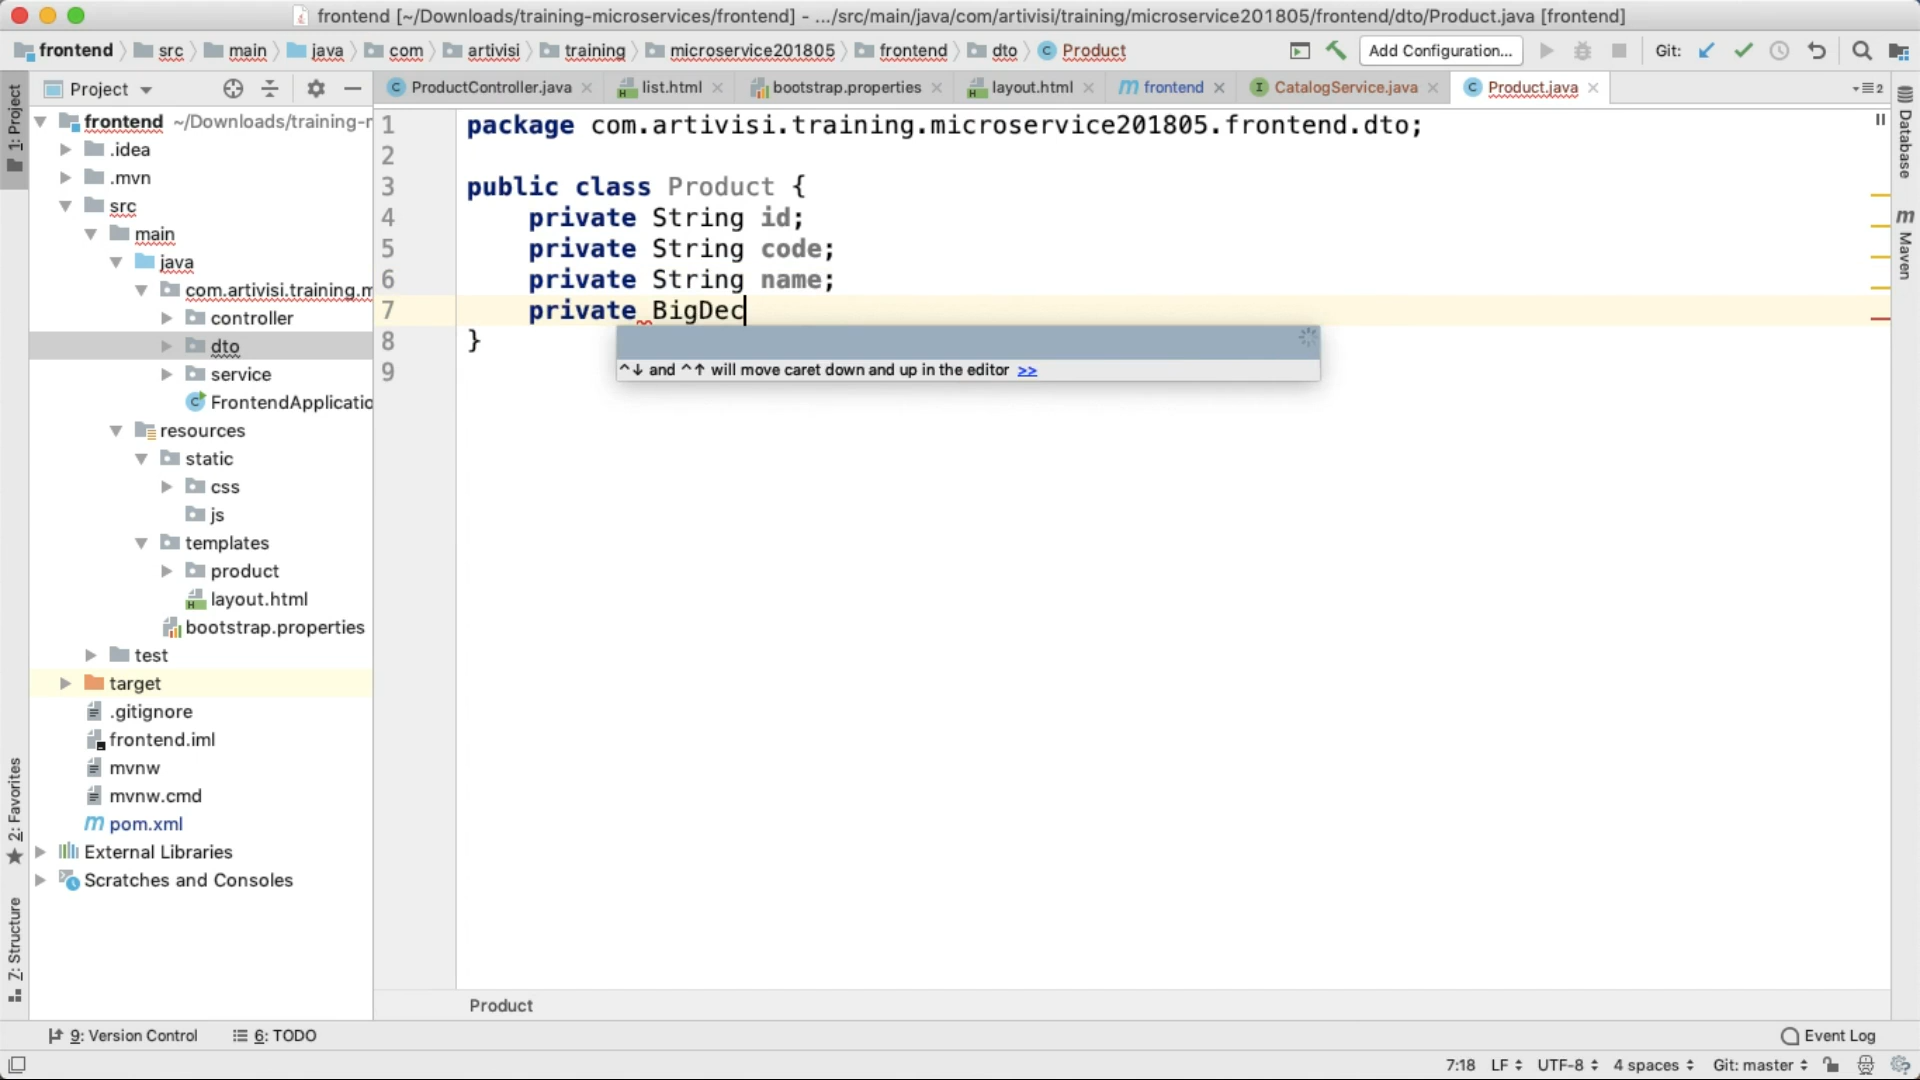 frontend [~/Downloads/training-microservices/frontend] - .../src/main/java/com/artivisi/training/microservice201805/frontend/dto/Product.java [frontend]
frontend src main java com artivisi training microservice201805 frontend dto Product Add Configuration... Git:
Project ProductController.java list.html bootstrap.properties layout.html frontend CatalogService.java Product.java 2
1: Project
2: Favorites
7: Structure
frontend ~/Downloads/training-r
.idea
.mvn
src
main
java
com.artivisi.training.m
controller
dto
service
FrontendApplicatio
resources
static
css
js
templates
product
layout.html
bootstrap.properties
test
target
.gitignore
frontend.iml
mvnw
mvnw.cmd
pom.xml
External Libraries
Scratches and Consoles
1 package com.artivisi.training.microservice201805.frontend.dto;
2
3 public class Product {
4 private String id;
5 private String code;
6 private String name;
7 private BigDec
8 }
9
^↓ and ^↑ will move caret down and up in the editor >>
Database
Maven
Product
9: Version Control 6: TODO Event Log
7:18 LF UTF-8 4 spaces Git: master